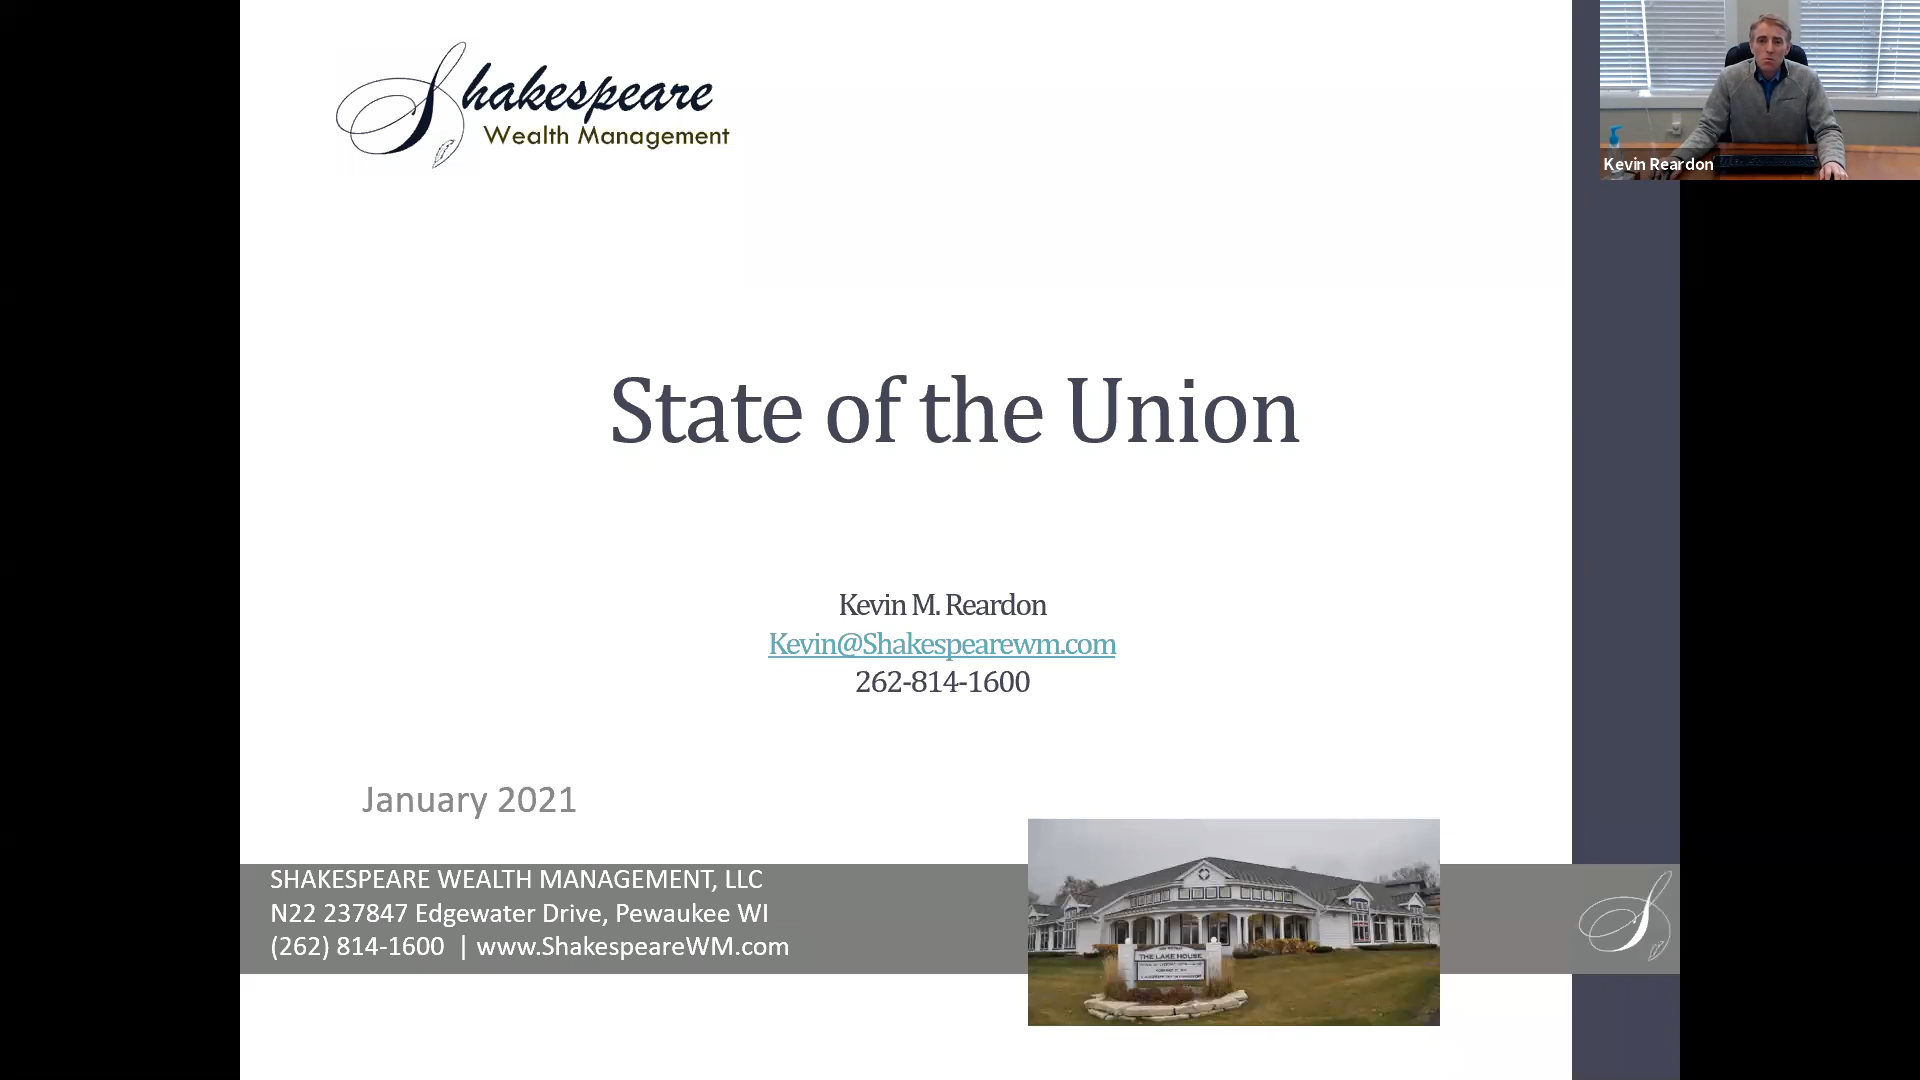 Shakespeare
Wealth Management
Kevin Reardon
State of the Union
Kevin M. Reardon
Kevin@Shakespearewm.com
262-814-1600
January 2021
SHAKESPEARE WEALTH MANAGEMENT, LLC
N22 237847 Edgewater Drive, Pewaukee WI
(262) 814-1600 | www.ShakespeareWM.com
THE LAKE HOUSE